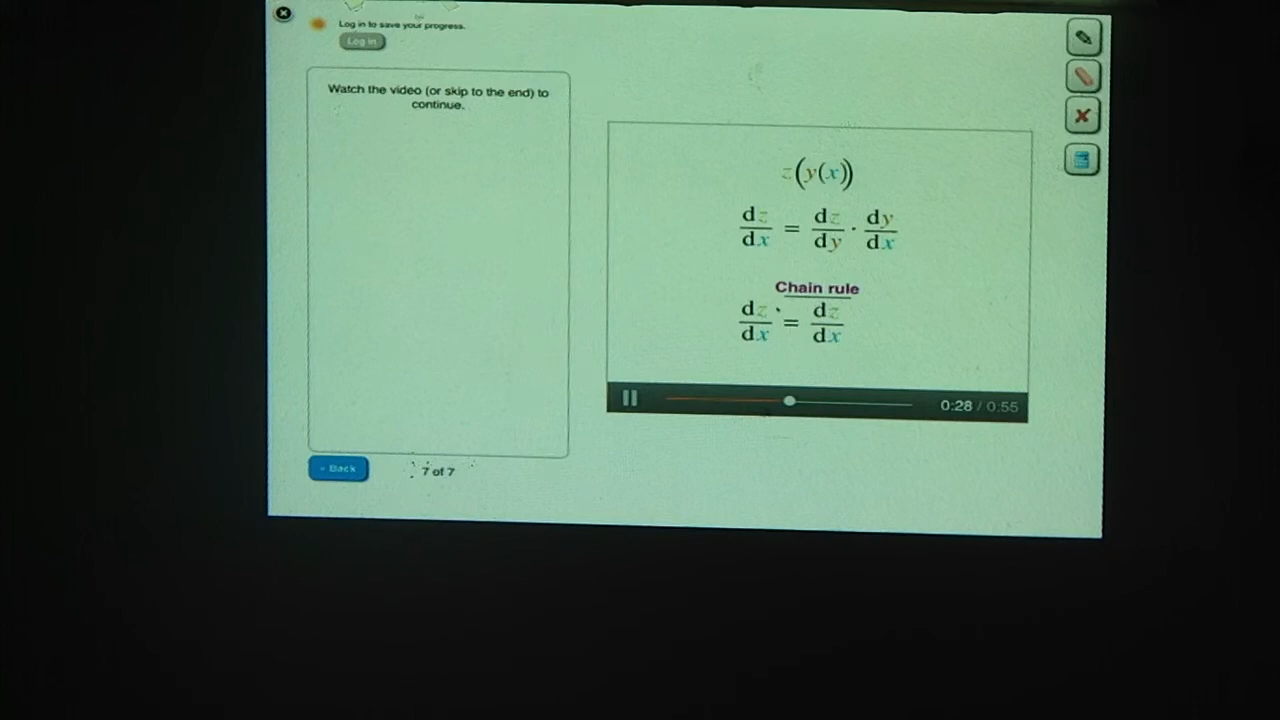 Log in to save your progress.
Log in
Watch the video (or skip to the end) to
continue.
z(y(x))
dz/dx = dz/dy · dy/dx
Chain rule
dz/dx = dz/dx
0:28 / 0:55
« Back
7 of 7